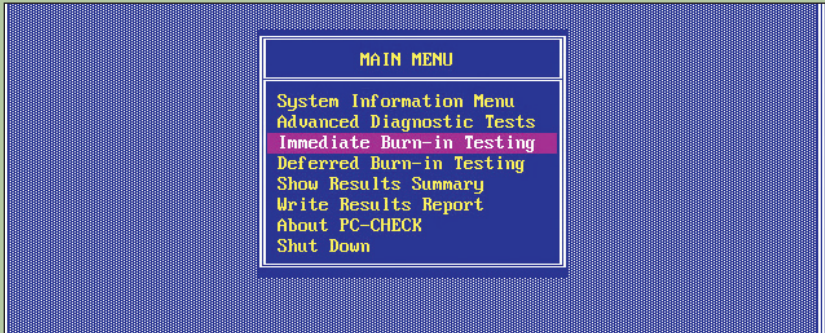 MAIN MENU
System Information Menu
Advanced Diagnostic Tests
Immediate Burn-in Testing
Deferred Burn-in Testing
Show Results Summary
Write Results Report
About PC-CHECK
Shut Down